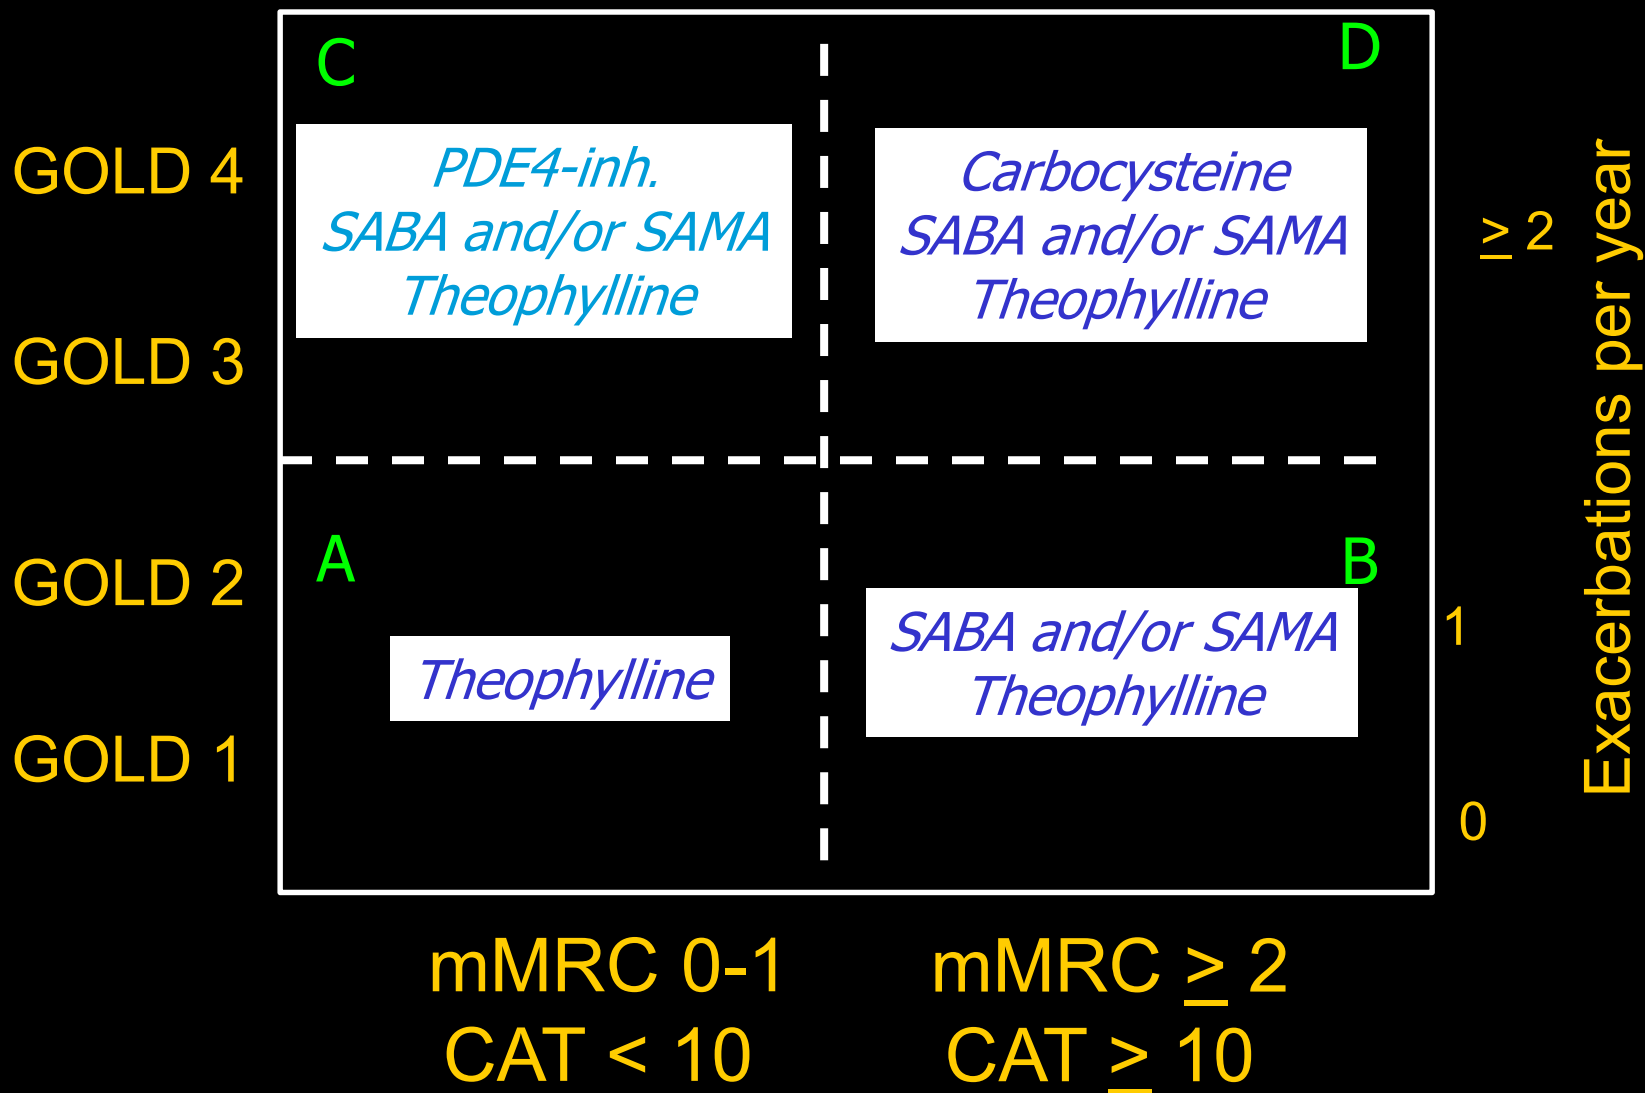 C
D
GOLD 4
PDE4-inh.
SABA and/or SAMA
Theophylline
Carbocysteine
SABA and/or SAMA
Theophylline
≥ 2
GOLD 3
Exacerbations per year
A
B
GOLD 2
Theophylline
SABA and/or SAMA
Theophylline
1
GOLD 1
0
mMRC 0-1
CAT < 10
mMRC ≥ 2
CAT ≥ 10